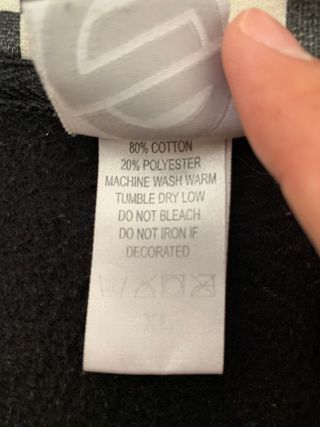 80% COTTON
20% POLYESTER
MACHINE WASH WARM
TUMBLE DRY LOW
DO NOT BLEACH
DO NOT IRON IF
DECORATED
XL